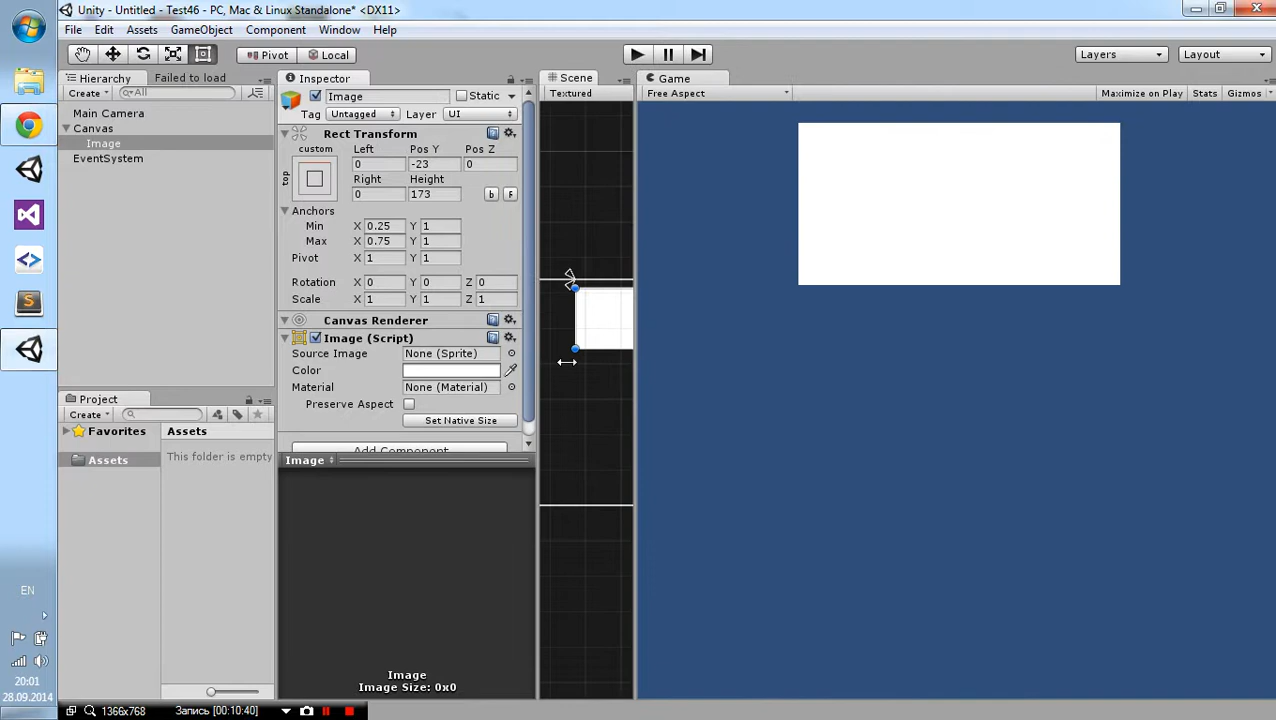 Unity - Untitled - Test46 - PC, Mac & Linux Standalone* <DX11>
File Edit Assets GameObject Component Window Help
Pivot Local Layers Layout
Hierarchy Failed to load Inspector Scene Game
Create All Image Static Textured Free Aspect Maximize on Play Stats Gizmos
Main Camera Tag Untagged Layer UI
Canvas Rect Transform
Image custom Left Pos Y Pos Z
EventSystem 0 -23 0
top Right Height
0 173 b F
Anchors
Min X 0.25 Y 1
Max X 0.75 Y 1
Pivot X 1 Y 1
Rotation X 0 Y 0 Z 0
Scale X 1 Y 1 Z 1
Canvas Renderer
Image (Script)
Source Image None (Sprite)
Color
Material None (Material)
Preserve Aspect
Set Native Size
Add Component
Project
Create
Favorites Assets
Assets This folder is empty
Image
Image
Image Size: 0x0
EN
20:01
28.09.2014
1366x768 Запись [00:10:40]